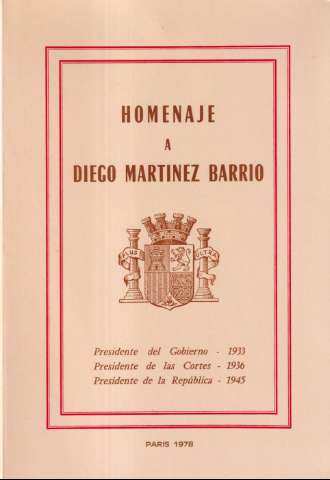 HOMENAJE
A
DIEGO MARTINEZ BARRIO
PLUS
ULTRA
Presidente del Gobierno - 1933
Presidente de las Cortes - 1936
Presidente de la República - 1945
PARIS 1978